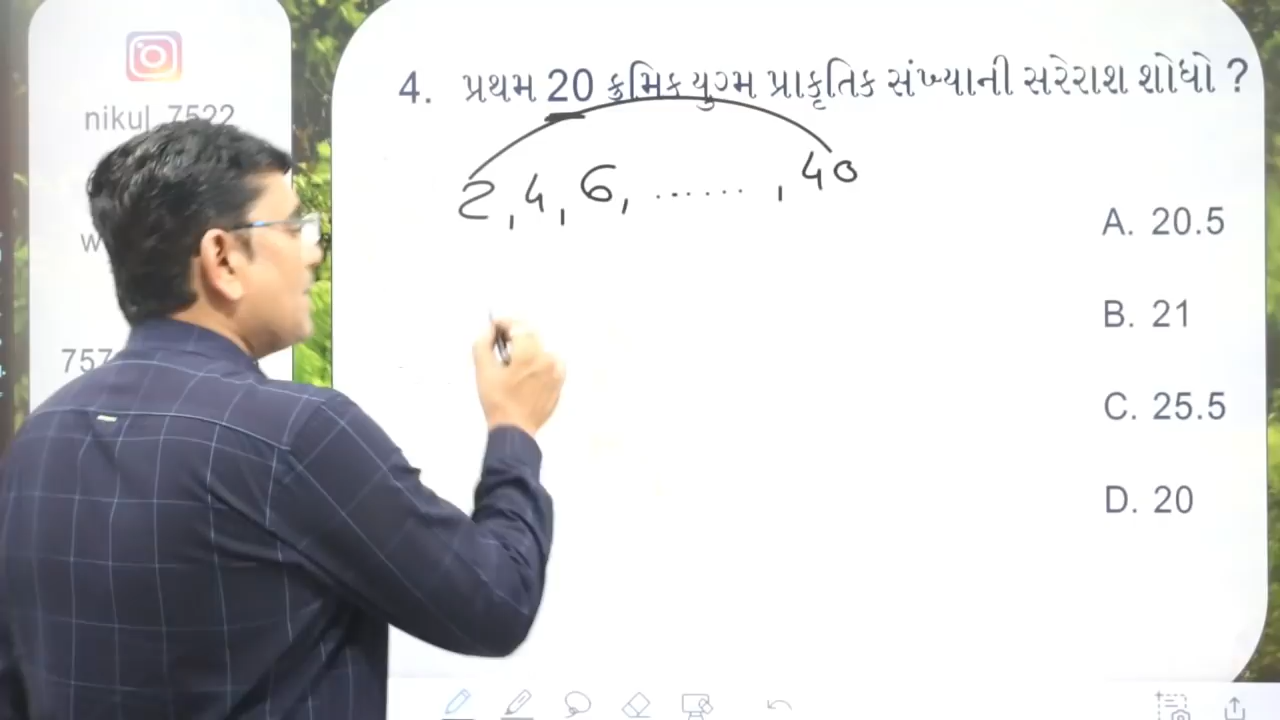 nikul_7522
w
757
4. પ્રથમ 20 ક્રમિક યુગ્મ પ્રાકૃતિક સંખ્યાની સરેરાશ શોધો ?
2, 4, 6, ......, 40
A. 20.5
B. 21
C. 25.5
D. 20